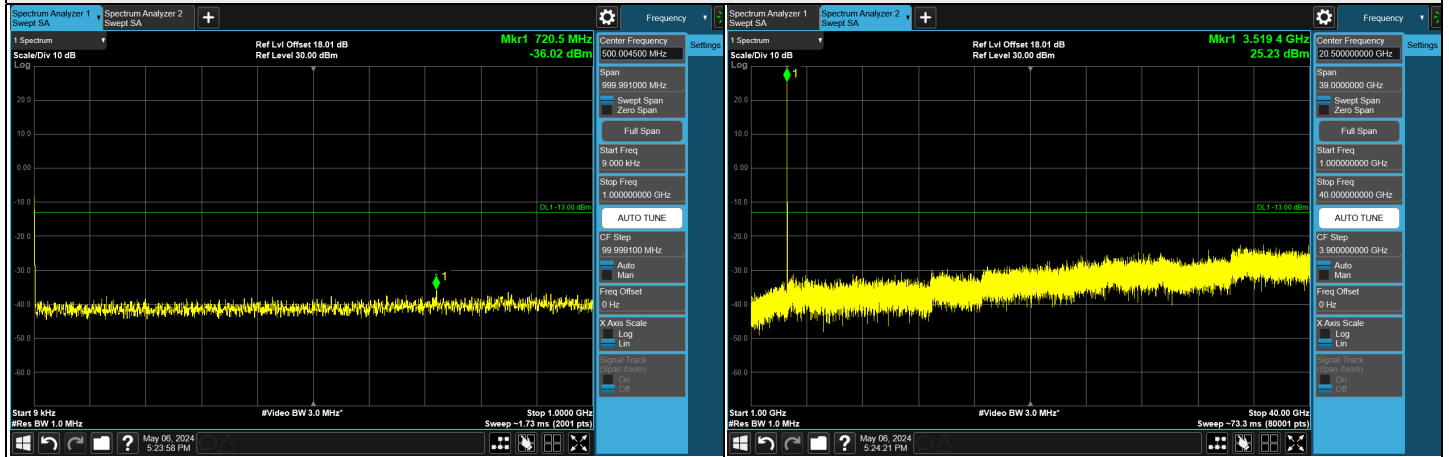 Spectrum Analyzer 1
Swept SA
Spectrum Analyzer 2
Swept SA
+
Frequency
1 Spectrum
Scale/Div 10 dB
Log
Ref Lvl Offset 18.01 dB
Ref Level 30.00 dBm
Mkr1 720.5 MHz
-36.02 dBm
20.0
10.0
0.00
-10.0
-20.0
-30.0
-40.0
-50.0
-60.0
DL1 -13.00 dBm
1
Start 9 kHz
#Res BW 1.0 MHz
#Video BW 3.0 MHz*
Stop 1.0000 GHz
Sweep ~1.73 ms (2001 pts)
Center Frequency
500.004500 MHz
Settings
Span
999.991000 MHz
Swept Span
Zero Span
Full Span
Start Freq
9.000 kHz
Stop Freq
1.000000000 GHz
AUTO TUNE
CF Step
99.999100 MHz
Auto
Man
Freq Offset
0 Hz
X Axis Scale
Log
Lin
Signal Track
(Span Zoom)
On
Off
?
May 06, 2024
5:23:58 PM
Spectrum Analyzer 1
Swept SA
Spectrum Analyzer 2
Swept SA
+
Frequency
1 Spectrum
Scale/Div 10 dB
Log
Ref Lvl Offset 18.01 dB
Ref Level 30.00 dBm
Mkr1 3.519 4 GHz
25.23 dBm
1
20.0
10.0
0.00
-10.0
-20.0
-30.0
-40.0
-50.0
-60.0
DL1 -13.00 dBm
Start 1.00 GHz
#Res BW 1.0 MHz
#Video BW 3.0 MHz*
Stop 40.00 GHz
Sweep ~73.3 ms (80001 pts)
Center Frequency
20.50000000 GHz
Settings
Span
39.0000000 GHz
Swept Span
Zero Span
Full Span
Start Freq
1.000000000 GHz
Stop Freq
40.00000000 GHz
AUTO TUNE
CF Step
3.900000000 GHz
Auto
Man
Freq Offset
0 Hz
X Axis Scale
Log
Lin
Signal Track
(Span Zoom)
On
Off
?
May 06, 2024
5:24:21 PM